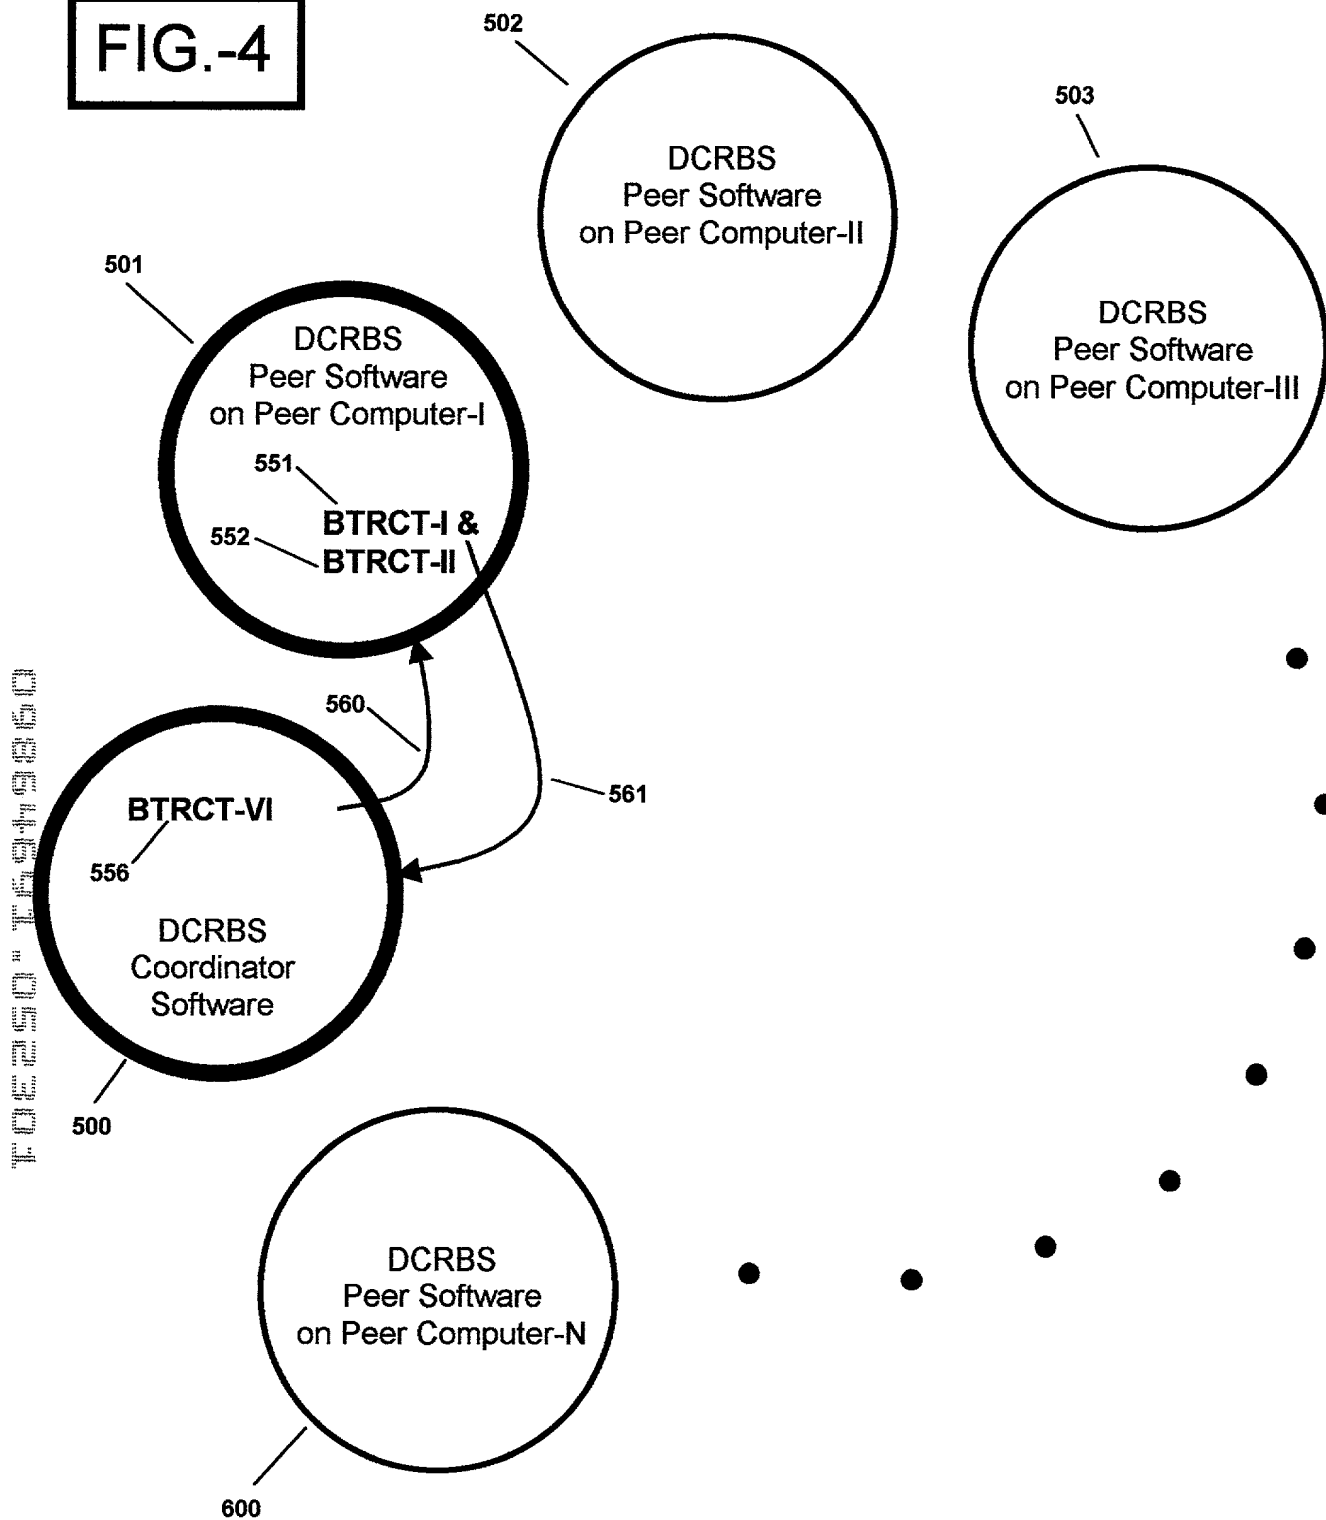 FIG.-4
502
DCRBS
Peer Software
on Peer Computer-II
503
DCRBS
Peer Software
on Peer Computer-III
501
DCRBS
Peer Software
on Peer Computer-I
551
BTRCT-I &
552
BTRCT-II
560
561
BTRCT-VI
556
DCRBS
Coordinator
Software
500
DCRBS
Peer Software
on Peer Computer-N
600